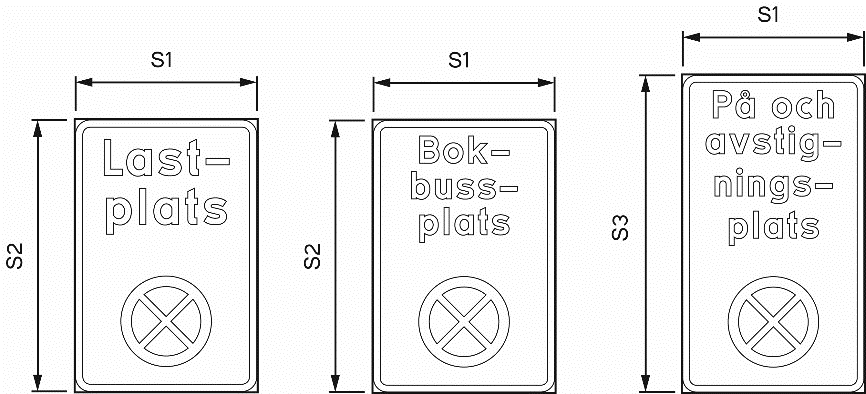 S1
S2
Last-
plats
S1
S2
Bok-
buss-
plats
S1
S3
På och
avstig-
nings-
plats